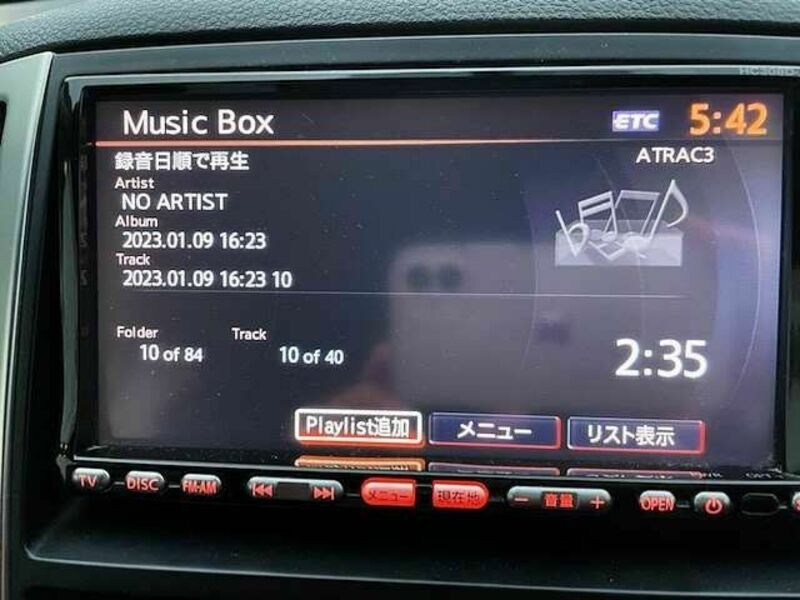 Music Box
ETC 5:42
録音日順で再生
ATRAC3
Artist
NO ARTIST
Album
2023.01.09 16:23
Track
2023.01.09 16:23 10
Folder Track
10 of 84 10 of 40
2:35
Playlist追加 メニュー リスト表示
TV DISC FM・AM メニュー 現在地 − 音量 + OPEN